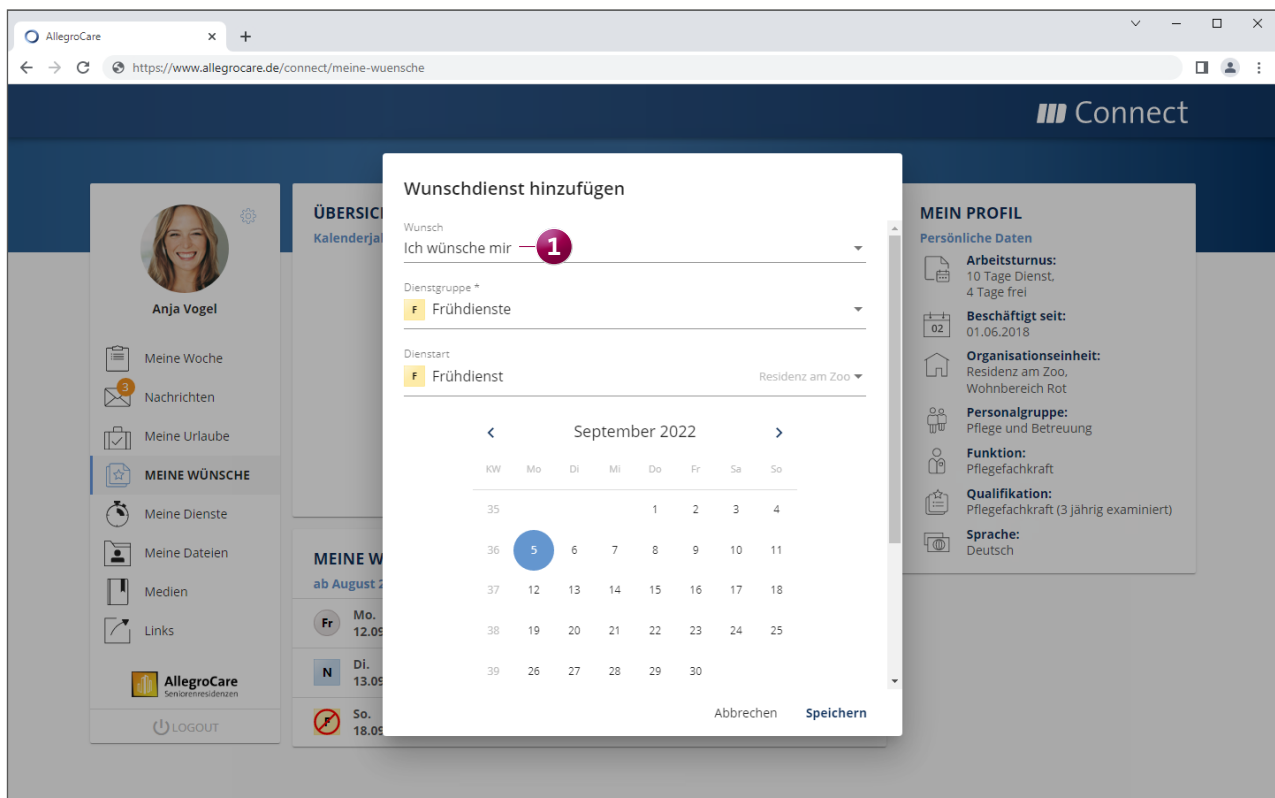 AllegroCare
https://www.allegrocare.de/connect/meine-wuensche
Connect
Anja Vogel
Meine Woche
3
Nachrichten
Meine Urlaube
MEINE WÜNSCHE
Meine Dienste
Meine Dateien
Medien
Links
AllegroCare
Seniorenresidenzen
LOGOUT
ÜBERSIC
Kalenderja
MEINE W
ab August 2
Fr Mo.
12.09
N Di.
13.09
F So.
18.09
Wunschdienst hinzufügen
Wunsch
Ich wünsche mir 1
Dienstgruppe *
F Frühdienste
Dienstart
F Frühdienst Residenz am Zoo
September 2022
KW Mo Di Mi Do Fr Sa So
35 1 2 3 4
36 5 6 7 8 9 10 11
37 12 13 14 15 16 17 18
38 19 20 21 22 23 24 25
39 26 27 28 29 30
Abbrechen Speichern
MEIN PROFIL
Persönliche Daten
Arbeitsturnus:
10 Tage Dienst,
4 Tage frei
02
Beschäftigt seit:
01.06.2018
Organisationseinheit:
Residenz am Zoo,
Wohnbereich Rot
Personalgruppe:
Pflege und Betreuung
Funktion:
Pflegefachkraft
Qualifikation:
Pflegefachkraft (3 jährig examiniert)
Sprache:
Deutsch